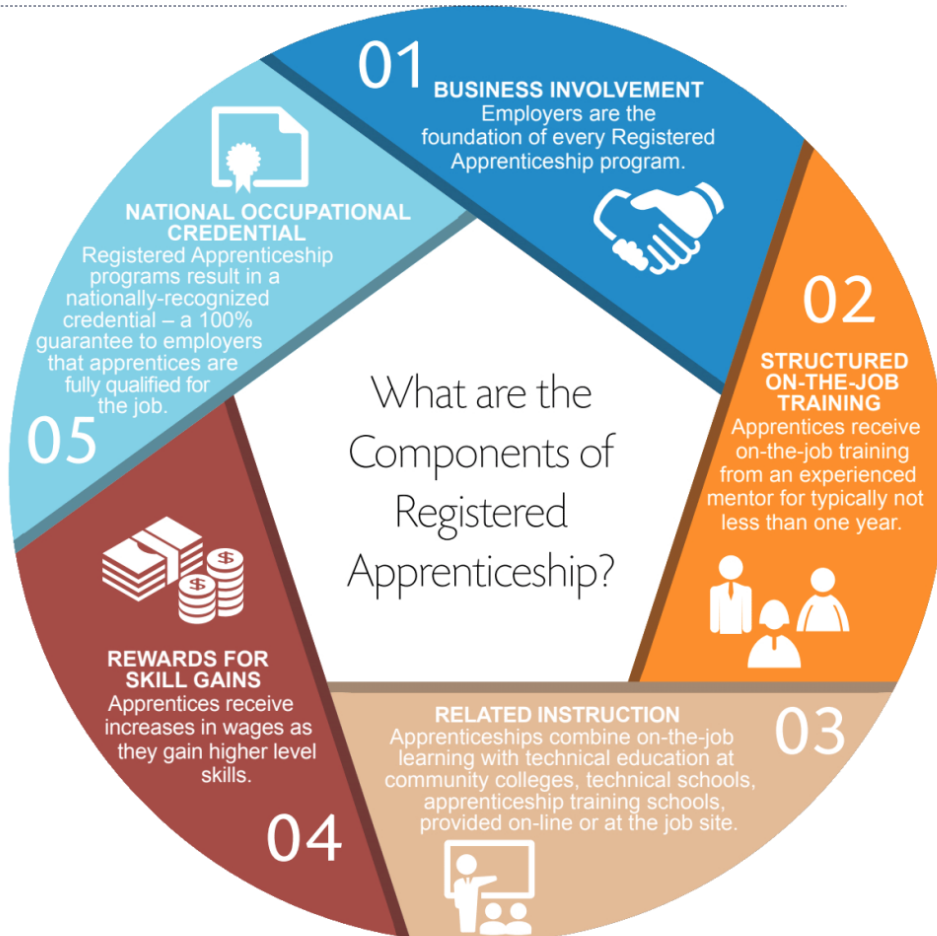 01
BUSINESS INVOLVEMENT
Employers are the
foundation of every Registered
Apprenticeship program.
02
STRUCTURED
ON-THE-JOB
TRAINING
Apprentices receive
on-the-job training
from an experienced
mentor for typically not
less than one year.
03
RELATED INSTRUCTION
Apprenticeships combine on-the-job
learning with technical education at
community colleges, technical schools,
apprenticeship training schools,
provided on-line or at the job site.
04
REWARDS FOR
SKILL GAINS
Apprentices receive
increases in wages as
they gain higher level
skills.
$
$
05
NATIONAL OCCUPATIONAL
CREDENTIAL
Registered Apprenticeship
programs result in a
nationally-recognized
credential – a 100%
guarantee to employers
that apprentices are
fully qualified for
the job.
What are the
Components of
Registered
Apprenticeship?